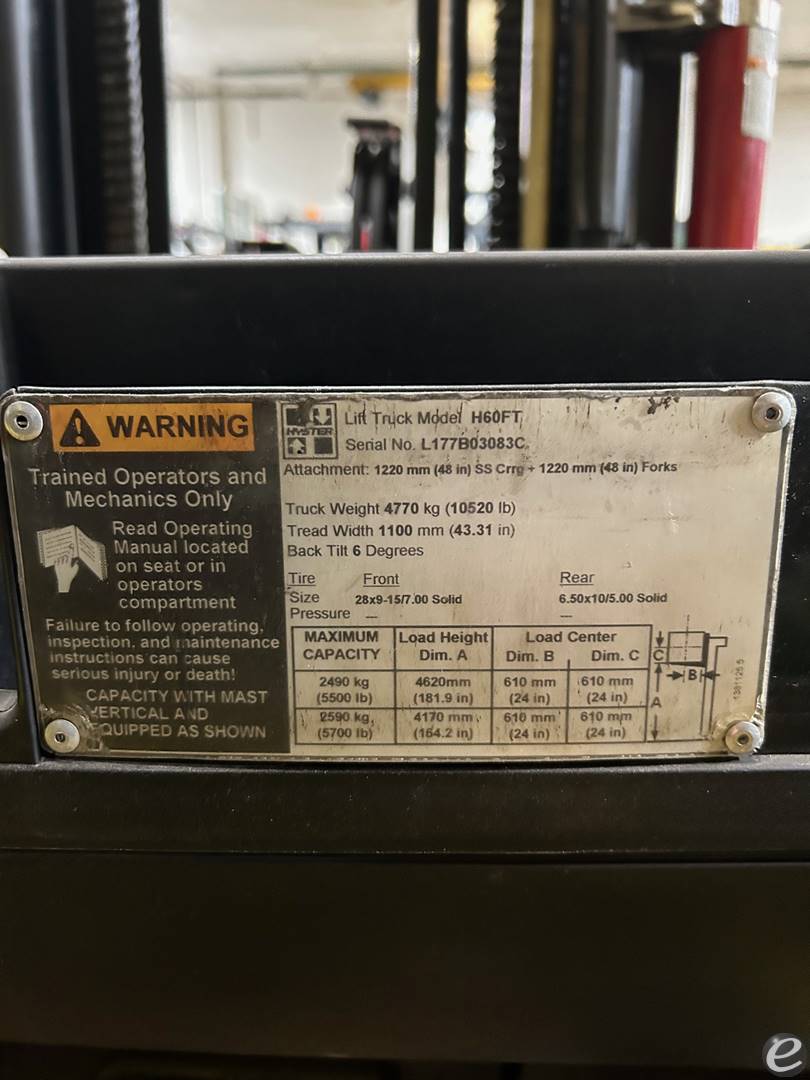 WARNING
Trained Operators and
Mechanics Only
Read Operating
Manual located
on seat or in
operators
compartment
Failure to follow operating,
inspection, and maintenance
instructions can cause
serious injury or death!
CAPACITY WITH MAST
VERTICAL AND
EQUIPPED AS SHOWN
HYSTER
Lift Truck Model H60FT
Serial No. L177B03083C
Attachment: 1220 mm (48 in) SS Crrg + 1220 mm (48 in) Forks
Truck Weight 4770 kg (10520 lb)
Tread Width 1100 mm (43.31 in)
Back Tilt 6 Degrees
Tire Front Rear
Size 28x9-15/7.00 Solid 6.50x10/5.00 Solid
Pressure — —
MAXIMUM CAPACITY Load Height Dim. A Load Center Dim. B Dim. C
2490 kg 4620mm 610 mm 610 mm
(5500 lb) (181.9 in) (24 in) (24 in)
2590 kg 4170 mm 610 mm 610 mm
(5700 lb) (164.2 in) (24 in) (24 in)
C
B
A
e